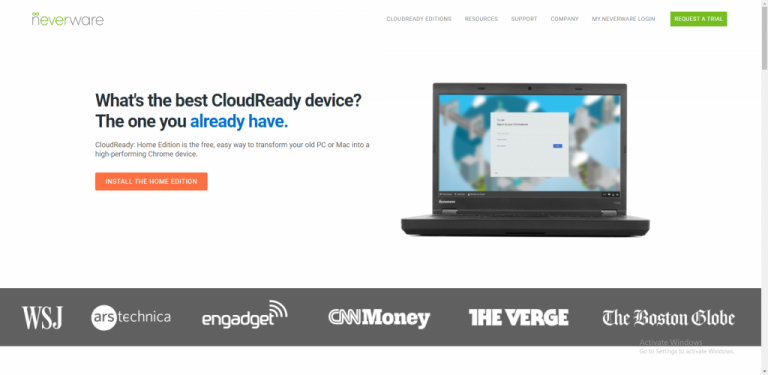 neverware
CLOUDREADY EDITIONS RESOURCES SUPPORT COMPANY MY.NEVERWARE LOGIN REQUEST A TRIAL
What's the best CloudReady device?
The one you already have.
CloudReady: Home Edition is the free, easy way to transform your old PC or Mac into a
high-performing Chrome device.
INSTALL THE HOME EDITION
WSJ ars technica engadget CNNMoney THE VERGE The Boston Globe
Activate Windows
Go to Settings to activate Windows.